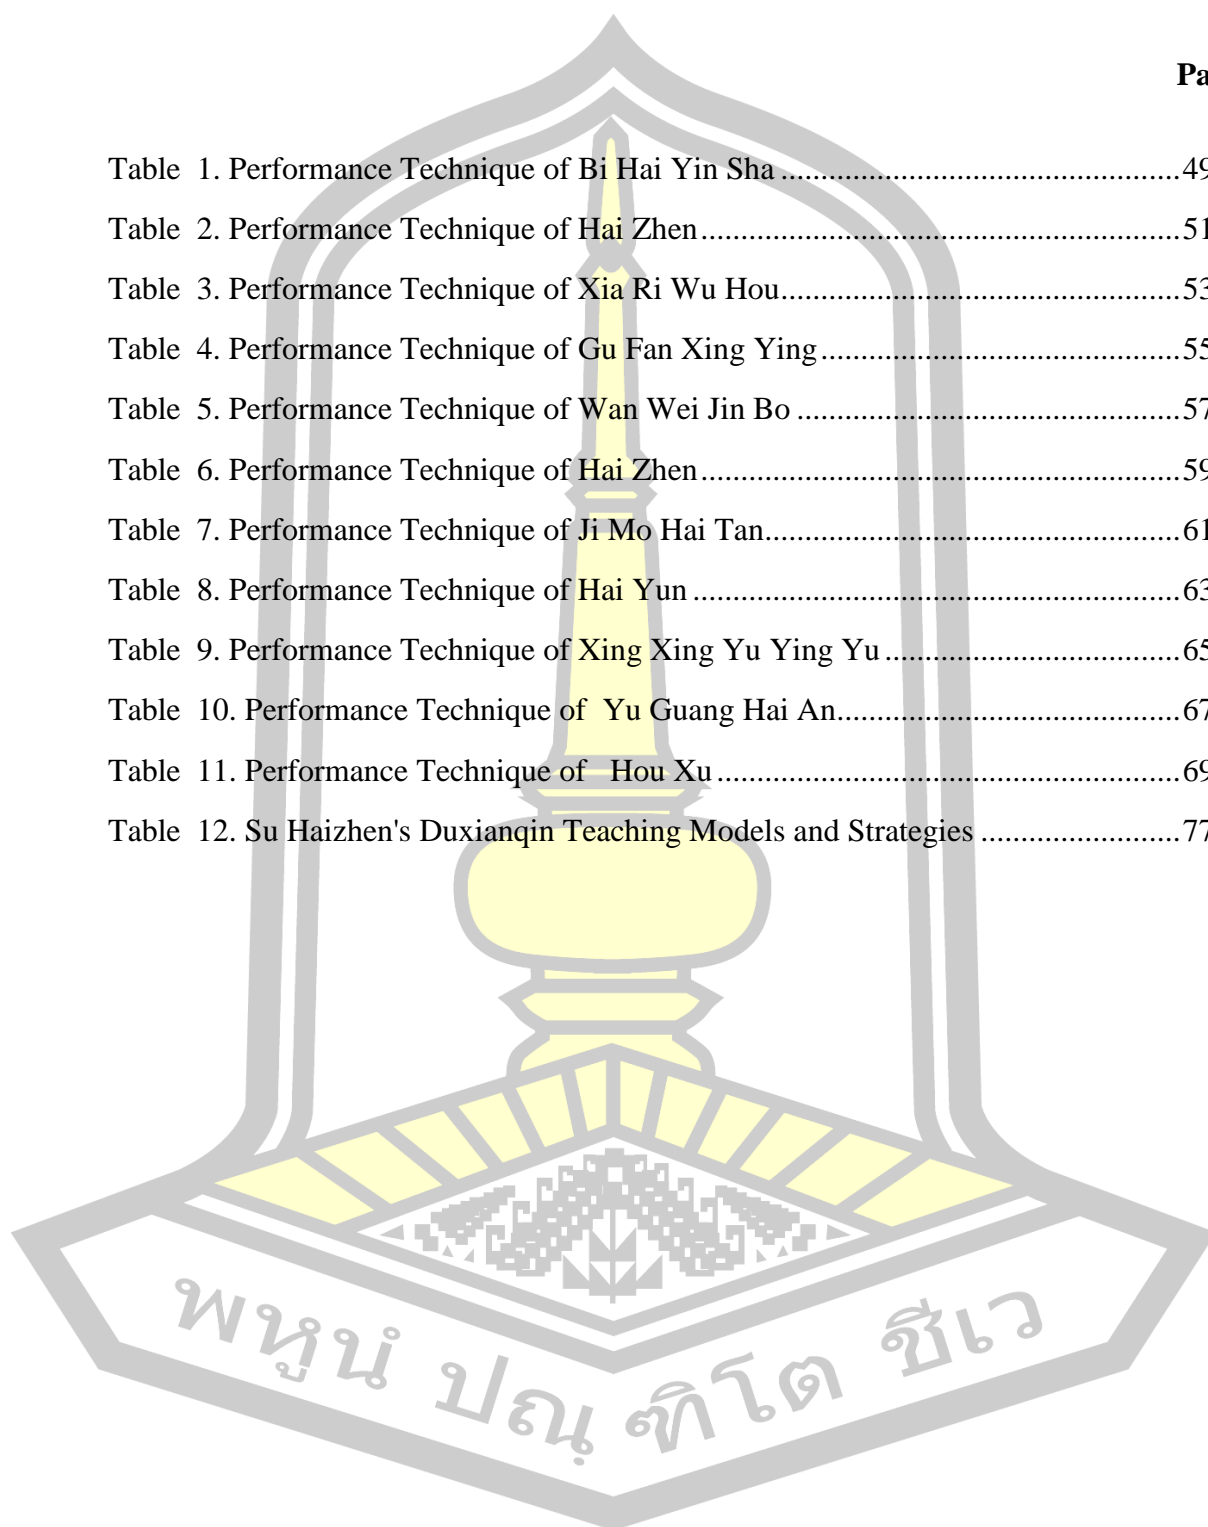 Pa
Table 1. Performance Technique of Bi Hai Yin Sha ........................................................49
Table 2. Performance Technique of Hai Zhen ........................................................51
Table 3. Performance Technique of Xia Ri Wu Hou ........................................................53
Table 4. Performance Technique of Gu Fan Xing Ying ........................................................55
Table 5. Performance Technique of Wan Wei Jin Bo ........................................................57
Table 6. Performance Technique of Hai Zhen ........................................................59
Table 7. Performance Technique of Ji Mo Hai Tan ........................................................61
Table 8. Performance Technique of Hai Yun ........................................................63
Table 9. Performance Technique of Xing Xing Yu Ying Yu ........................................................65
Table 10. Performance Technique of Yu Guang Hai An ........................................................67
Table 11. Performance Technique of Hou Xu ........................................................69
Table 12. Su Haizhen's Duxianqin Teaching Models and Strategies ............................77
พหูนํ ปณฺฑิโต ชีเว